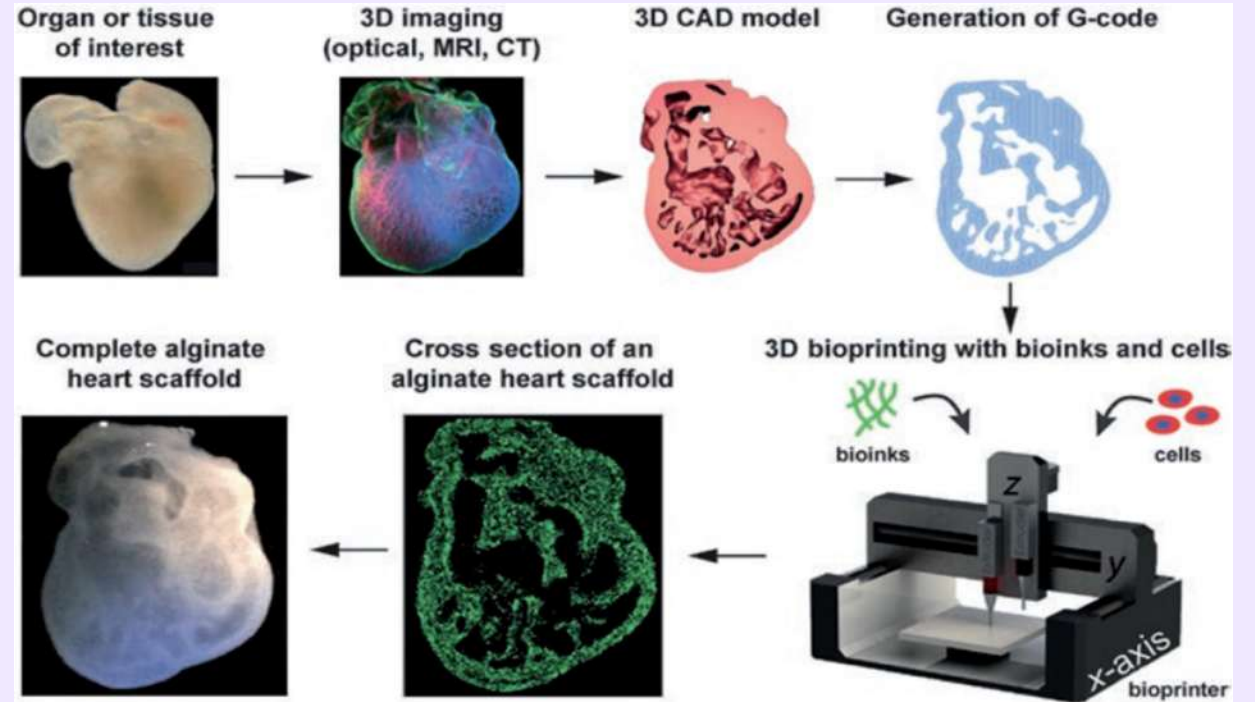 Organ or tissue
of interest
3D imaging
(optical, MRI, CT)
3D CAD model
Generation of G-code
Complete alginate
heart scaffold
Cross section of an
alginate heart scaffold
3D bioprinting with bioinks and cells
bioinks
cells
z
y
x-axis
bioprinter